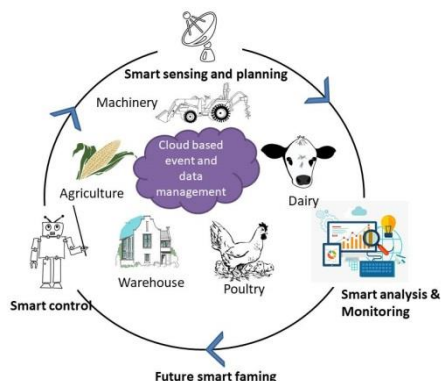 Smart sensing and planning
Machinery
Cloud based
event and
data
management
Agriculture
Dairy
Smart control
Warehouse
Poultry
Smart analysis &
Monitoring
Future smart faming